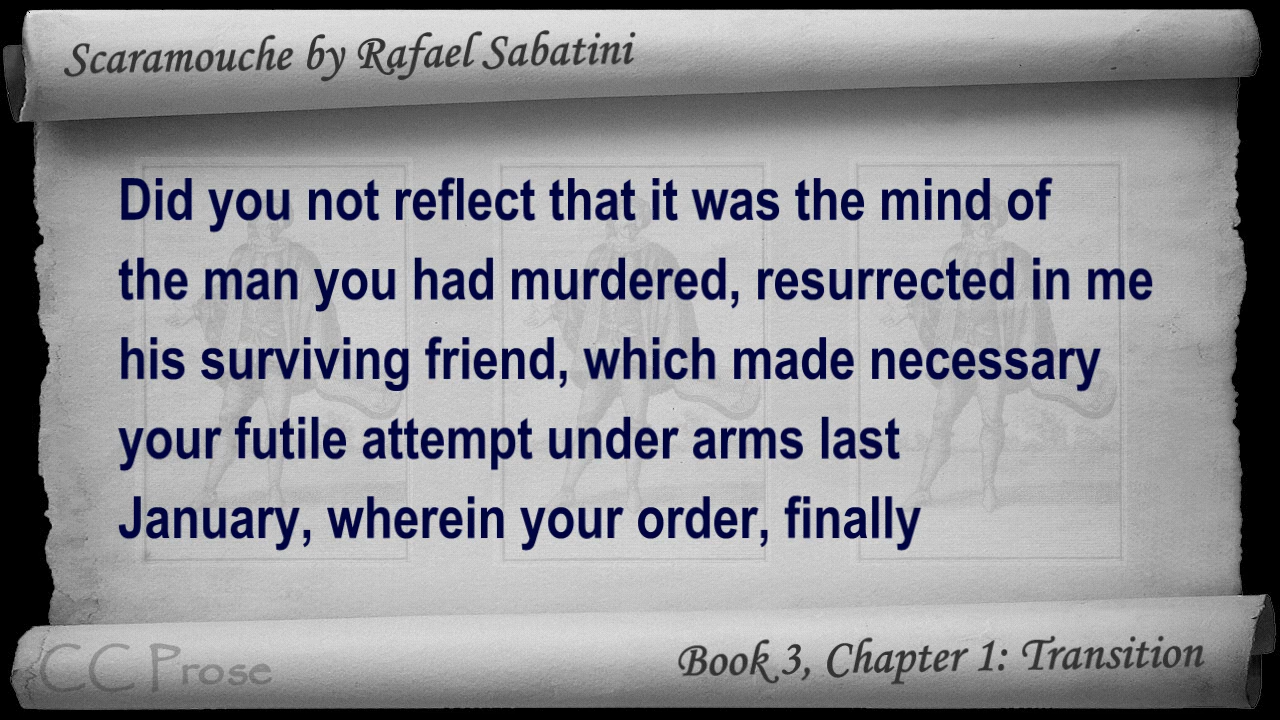 Scaramouche by Rafael Sabatini
Did you not reflect that it was the mind of
the man you had murdered, resurrected in me
his surviving friend, which made necessary
your futile attempt under arms last
January, wherein your order, finally
CC Prose
Book 3, Chapter 1: Transition